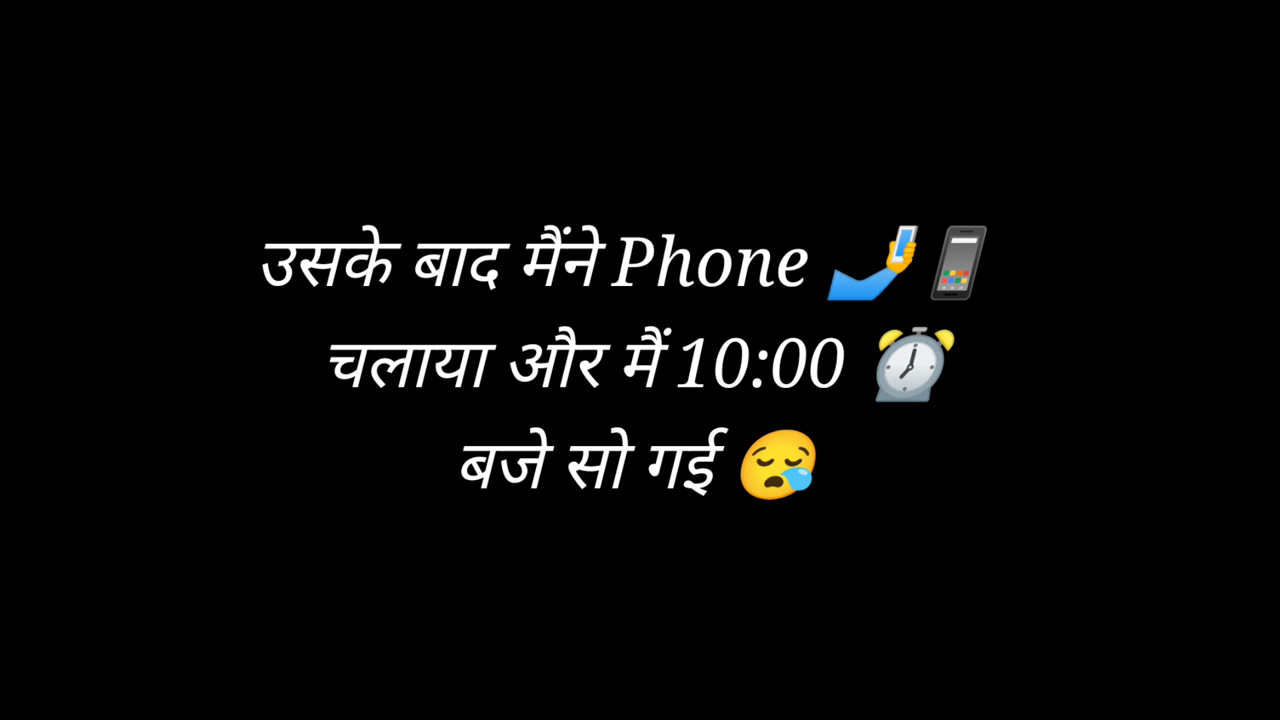 उसके बाद मैंने Phone 🤳📱
चलाया और मैं 10:00 ⏰
बजे सो गई 😪